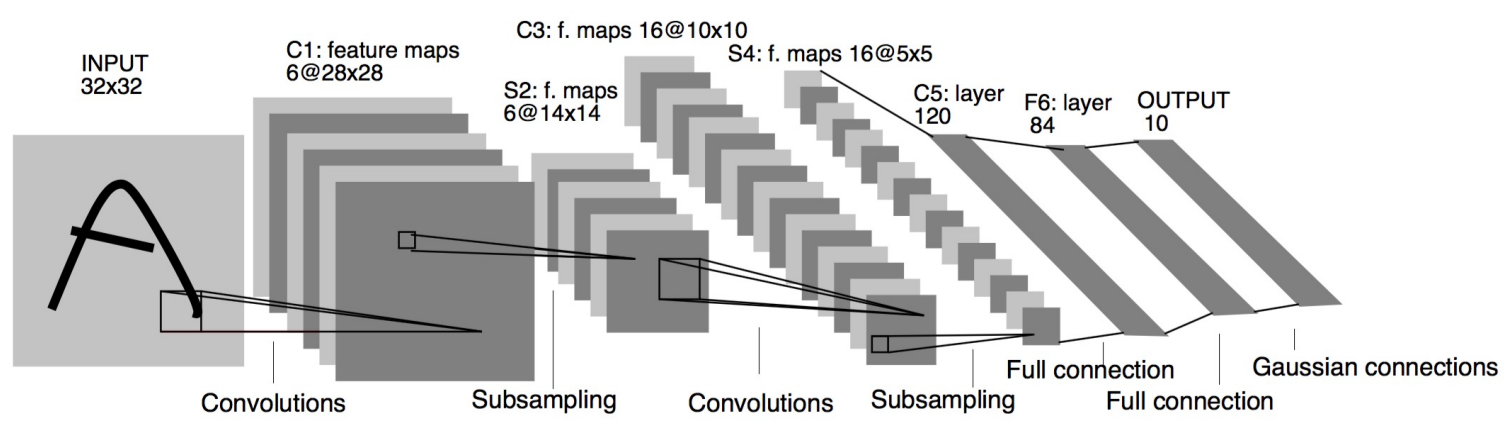 INPUT
32x32
C1: feature maps
6@28x28
S2: f. maps
6@14x14
C3: f. maps 16@10x10
S4: f. maps 16@5x5
C5: layer
120
F6: layer
84
OUTPUT
10
Convolutions
Subsampling
Convolutions
Subsampling
Full connection
Full connection
Gaussian connections